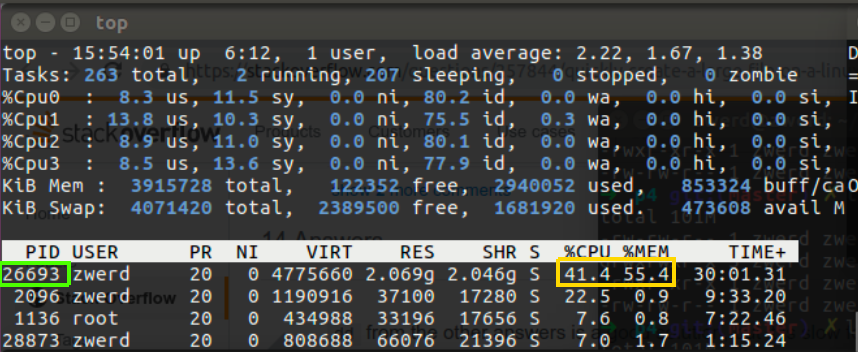 top
top - 15:54:01 up  6:12,  1 user,  load average: 2.22, 1.67, 1.38
Tasks: 263 total,   2 running, 207 sleeping,   0 stopped,   0 zombie
%Cpu0  :  8.3 us, 11.5 sy,  0.0 ni, 80.2 id,  0.0 wa,  0.0 hi,  0.0 si,
%Cpu1  : 13.8 us, 10.3 sy,  0.0 ni, 75.5 id,  0.3 wa,  0.0 hi,  0.0 si,
%Cpu2  :  8.9 us, 11.0 sy,  0.0 ni, 80.1 id,  0.0 wa,  0.0 hi,  0.0 si,
%Cpu3  :  8.5 us, 13.6 sy,  0.0 ni, 77.9 id,  0.0 wa,  0.0 hi,  0.0 si,
KiB Mem :  3915728 total,   122352 free,  2940052 used,   853324 buff/ca
KiB Swap:  4071420 total,  2389500 free,  1681920 used.   473608 avail M
PID USER      PR  NI    VIRT    RES    SHR S  %CPU %MEM     TIME+
26693 zwerd     20   0 4775660 2.069g 2.046g S  41.4 55.4  30:01.31
2096 zwerd     20   0 1190916  37100  17280 S  22.5  0.9   9:33.20
1136 root      20   0  434988  33196  17656 S   7.6  0.8   7:22.46
28873 zwerd     20   0  808688  66076  21396 S   7.0  1.7   1:15.24